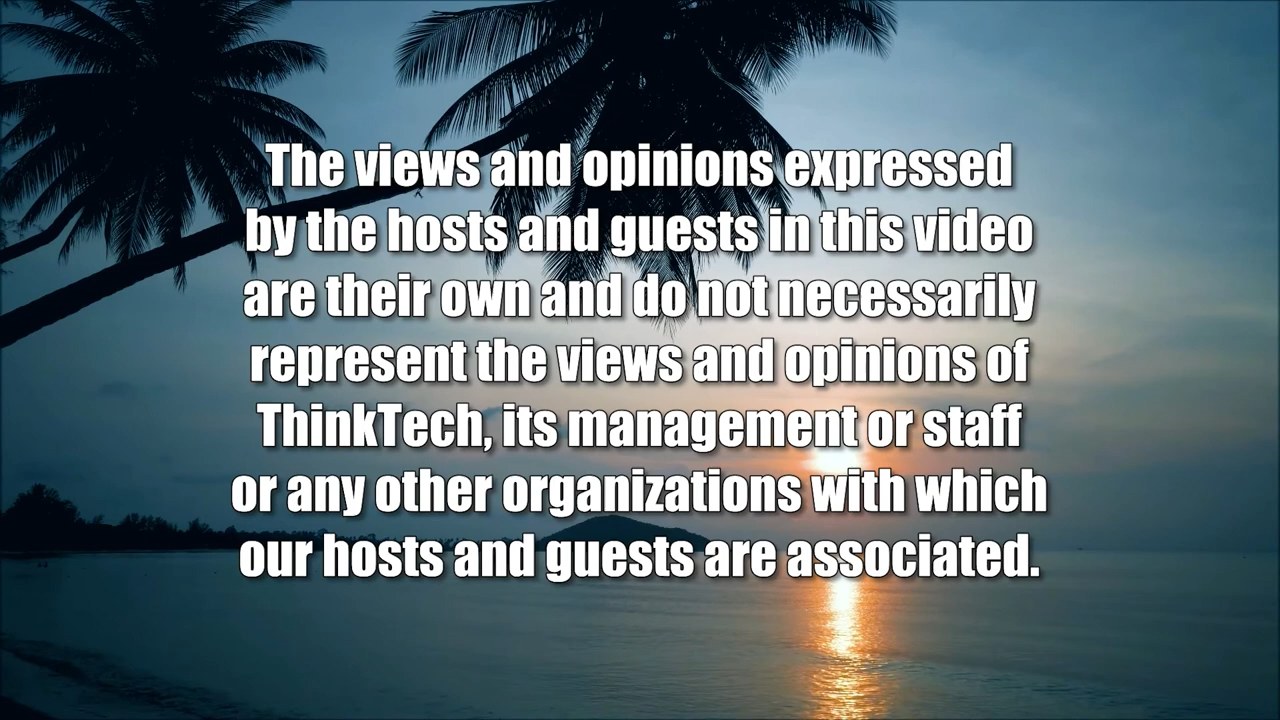 The views and opinions expressed
by the hosts and guests in this video
are their own and do not necessarily
represent the views and opinions of
ThinkTech, its management or staff
or any other organizations with which
our hosts and guests are associated.